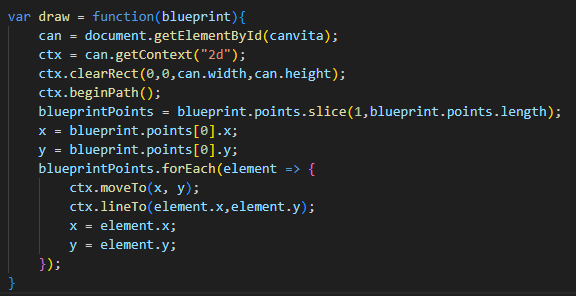 var draw = function(blueprint){
    can = document.getElementById(canvita);
    ctx = can.getContext("2d");
    ctx.clearRect(0,0,can.width,can.height);
    ctx.beginPath();
    blueprintPoints = blueprint.points.slice(1,blueprint.points.length);
    x = blueprint.points[0].x;
    y = blueprint.points[0].y;
    blueprintPoints.forEach(element => {
        ctx.moveTo(x, y);
        ctx.lineTo(element.x,element.y);
        x = element.x;
        y = element.y;
    });
}